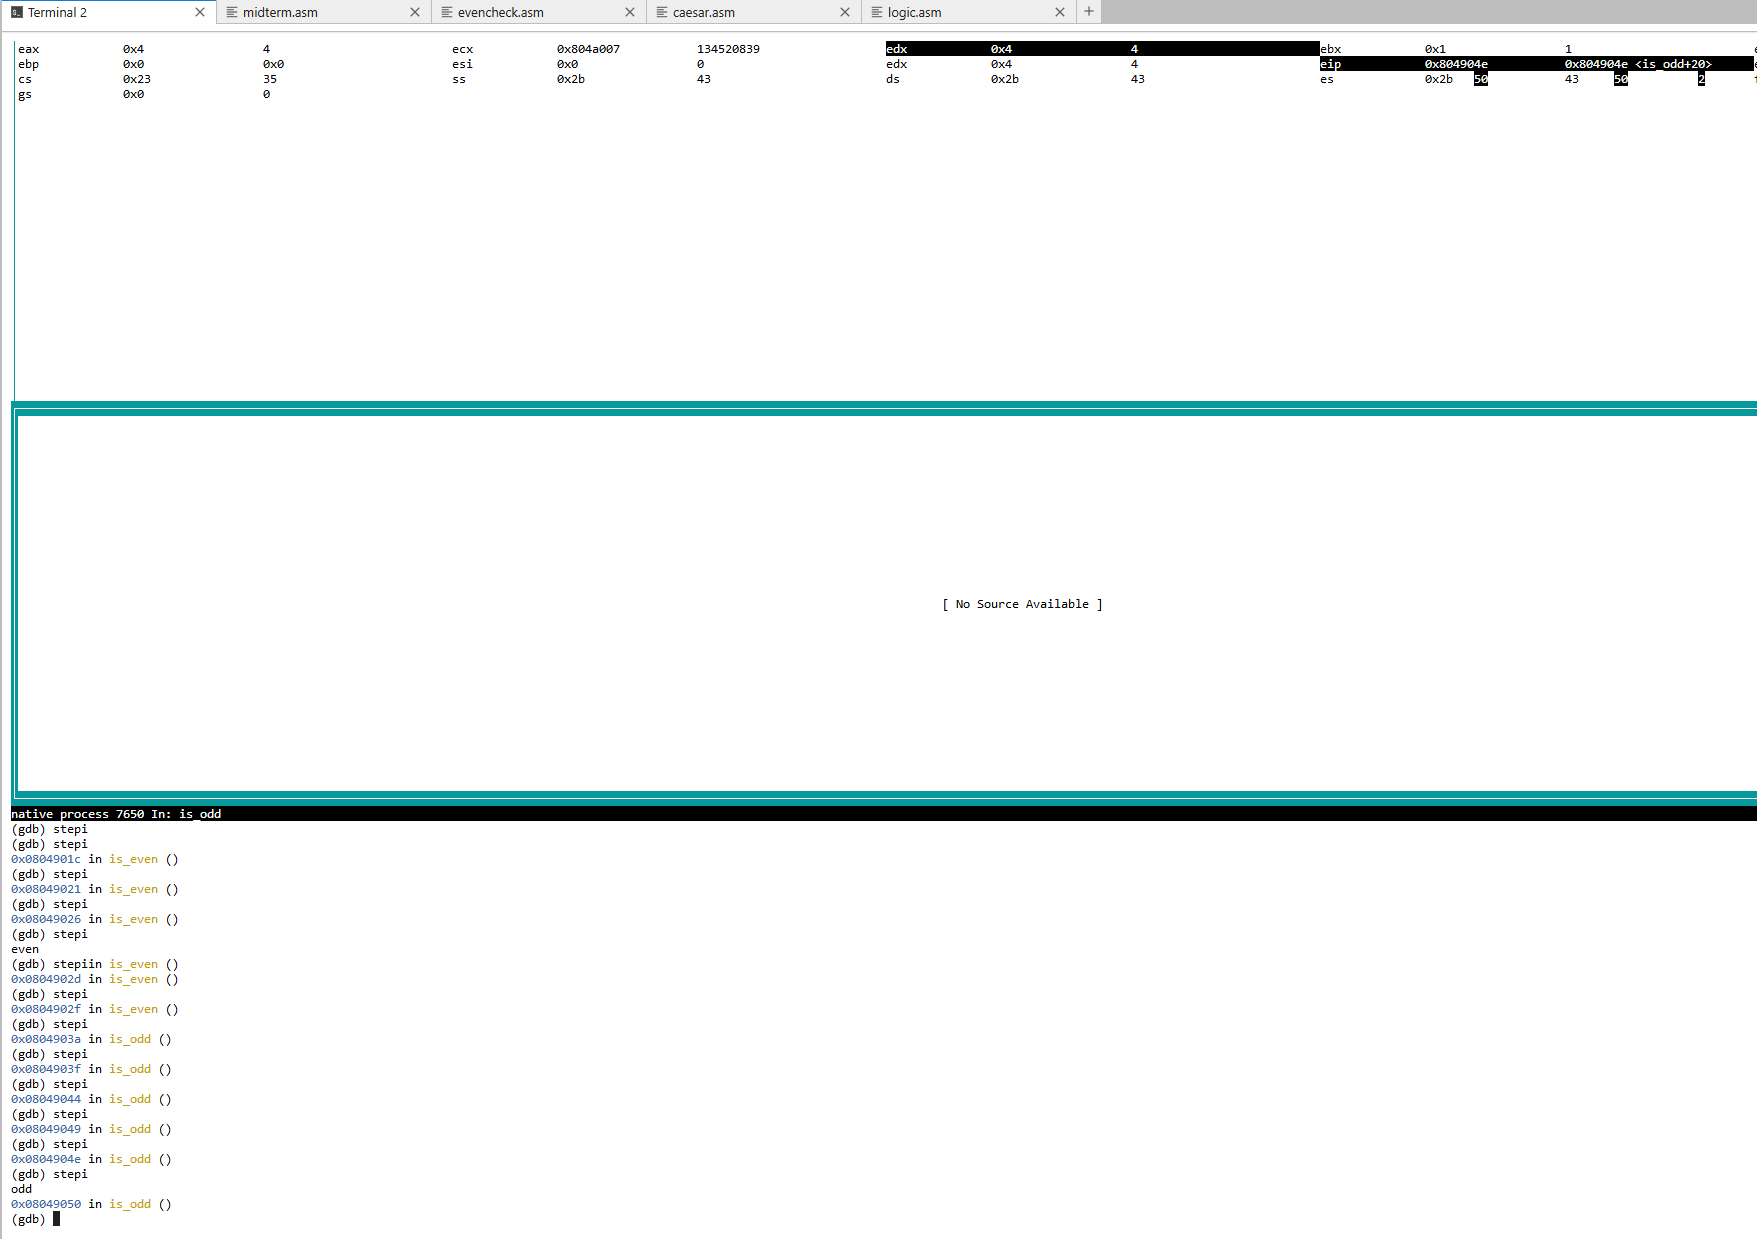 Terminal 2 midterm.asm evencheck.asm caesar.asm logic.asm +
eax 0x4 4 ecx 0x804a007 134520839 edx 0x4 4 ebx 0x1 1 e
ebp 0x0 0x0 esi 0x0 0 edx 0x4 4 eip 0x804904e 0x804904e <is_odd+20> e
cs 0x23 35 ss 0x2b 43 ds 0x2b 43 es 0x2b 50 43 50 2 f
gs 0x0 0
[ No Source Available ]
native process 7650 In: is_odd
(gdb) stepi
(gdb) stepi
0x0804901c in is_even ()
(gdb) stepi
0x08049021 in is_even ()
(gdb) stepi
0x08049026 in is_even ()
(gdb) stepi
even
(gdb) stepiin is_even ()
0x0804902d in is_even ()
(gdb) stepi
0x0804902f in is_even ()
(gdb) stepi
0x0804903a in is_odd ()
(gdb) stepi
0x0804903f in is_odd ()
(gdb) stepi
0x08049044 in is_odd ()
(gdb) stepi
0x08049049 in is_odd ()
(gdb) stepi
0x0804904e in is_odd ()
(gdb) stepi
odd
0x08049050 in is_odd ()
(gdb)